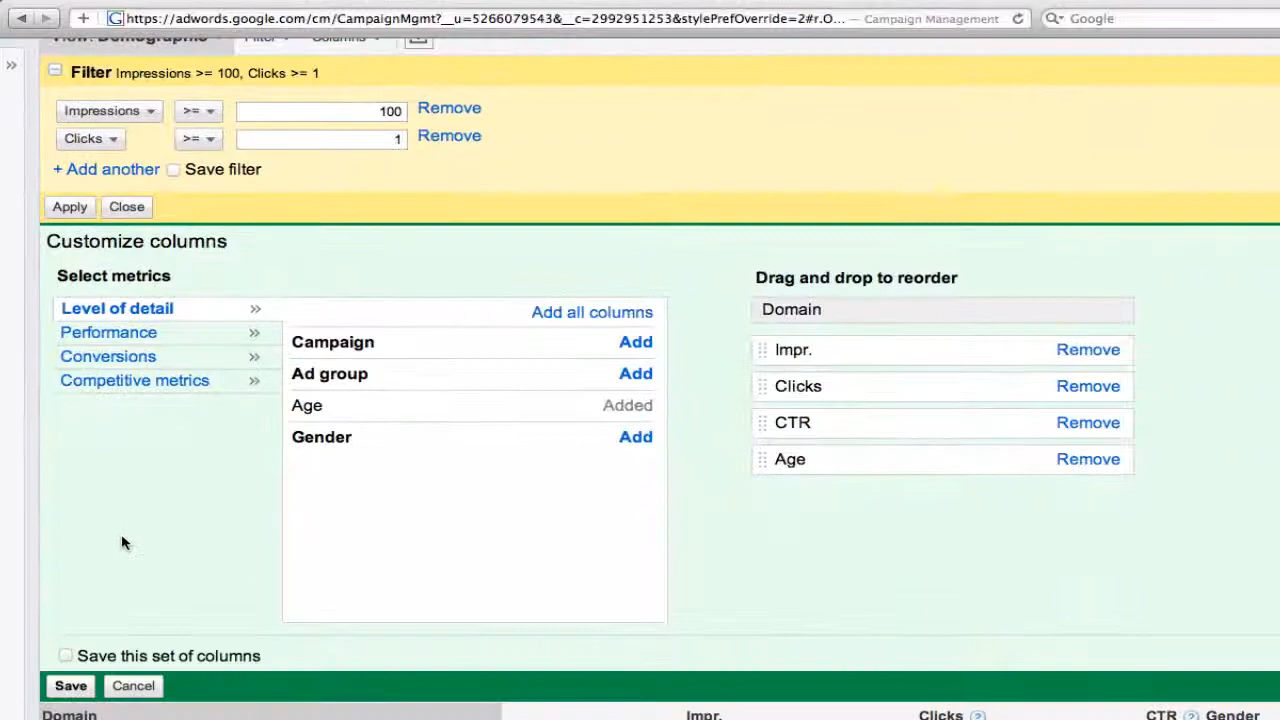 https://adwords.google.com/cm/CampaignMgmt?__u=5266079543&__c=2992951253&stylePrefOverride=2#r.O... — Campaign Management
Google
View: Demographic Filter Columns
»
Filter Impressions >= 100, Clicks >= 1
Impressions >= 100 Remove
Clicks >= 1 Remove
+ Add another Save filter
Apply Close
Customize columns
Select metrics
Level of detail »
Performance »
Conversions »
Competitive metrics »
Add all columns
Campaign Add
Ad group Add
Age Added
Gender Add
Drag and drop to reorder
Domain
Impr. Remove
Clicks Remove
CTR Remove
Age Remove
Save this set of columns
Save Cancel
Domain Impr. Clicks ? CTR ? Gender